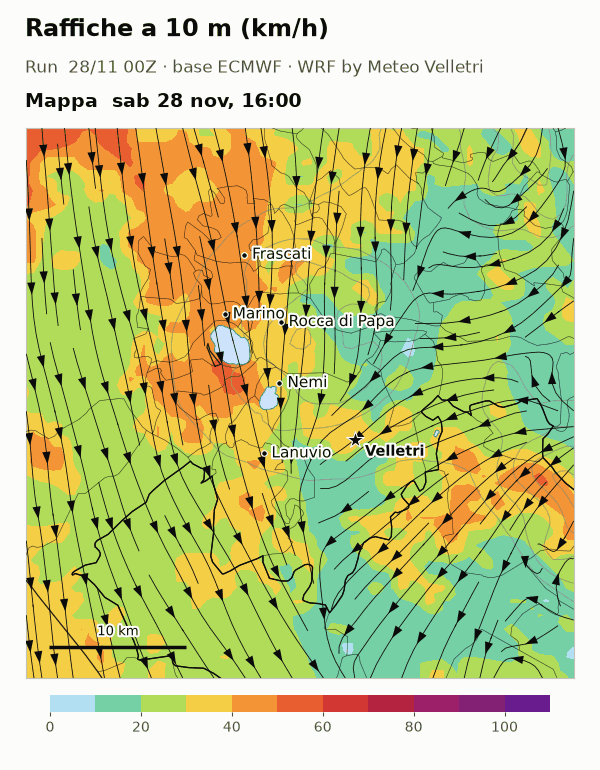 Raffiche a 10 m (km/h)
Run  28/11 00Z · base ECMWF · WRF by Meteo Velletri
Mappa  sab 28 nov, 16:00
Frascati
Marino
Rocca di Papa
Nemi
Velletri
Lanuvio
10 km
0 20 40 60 80 100